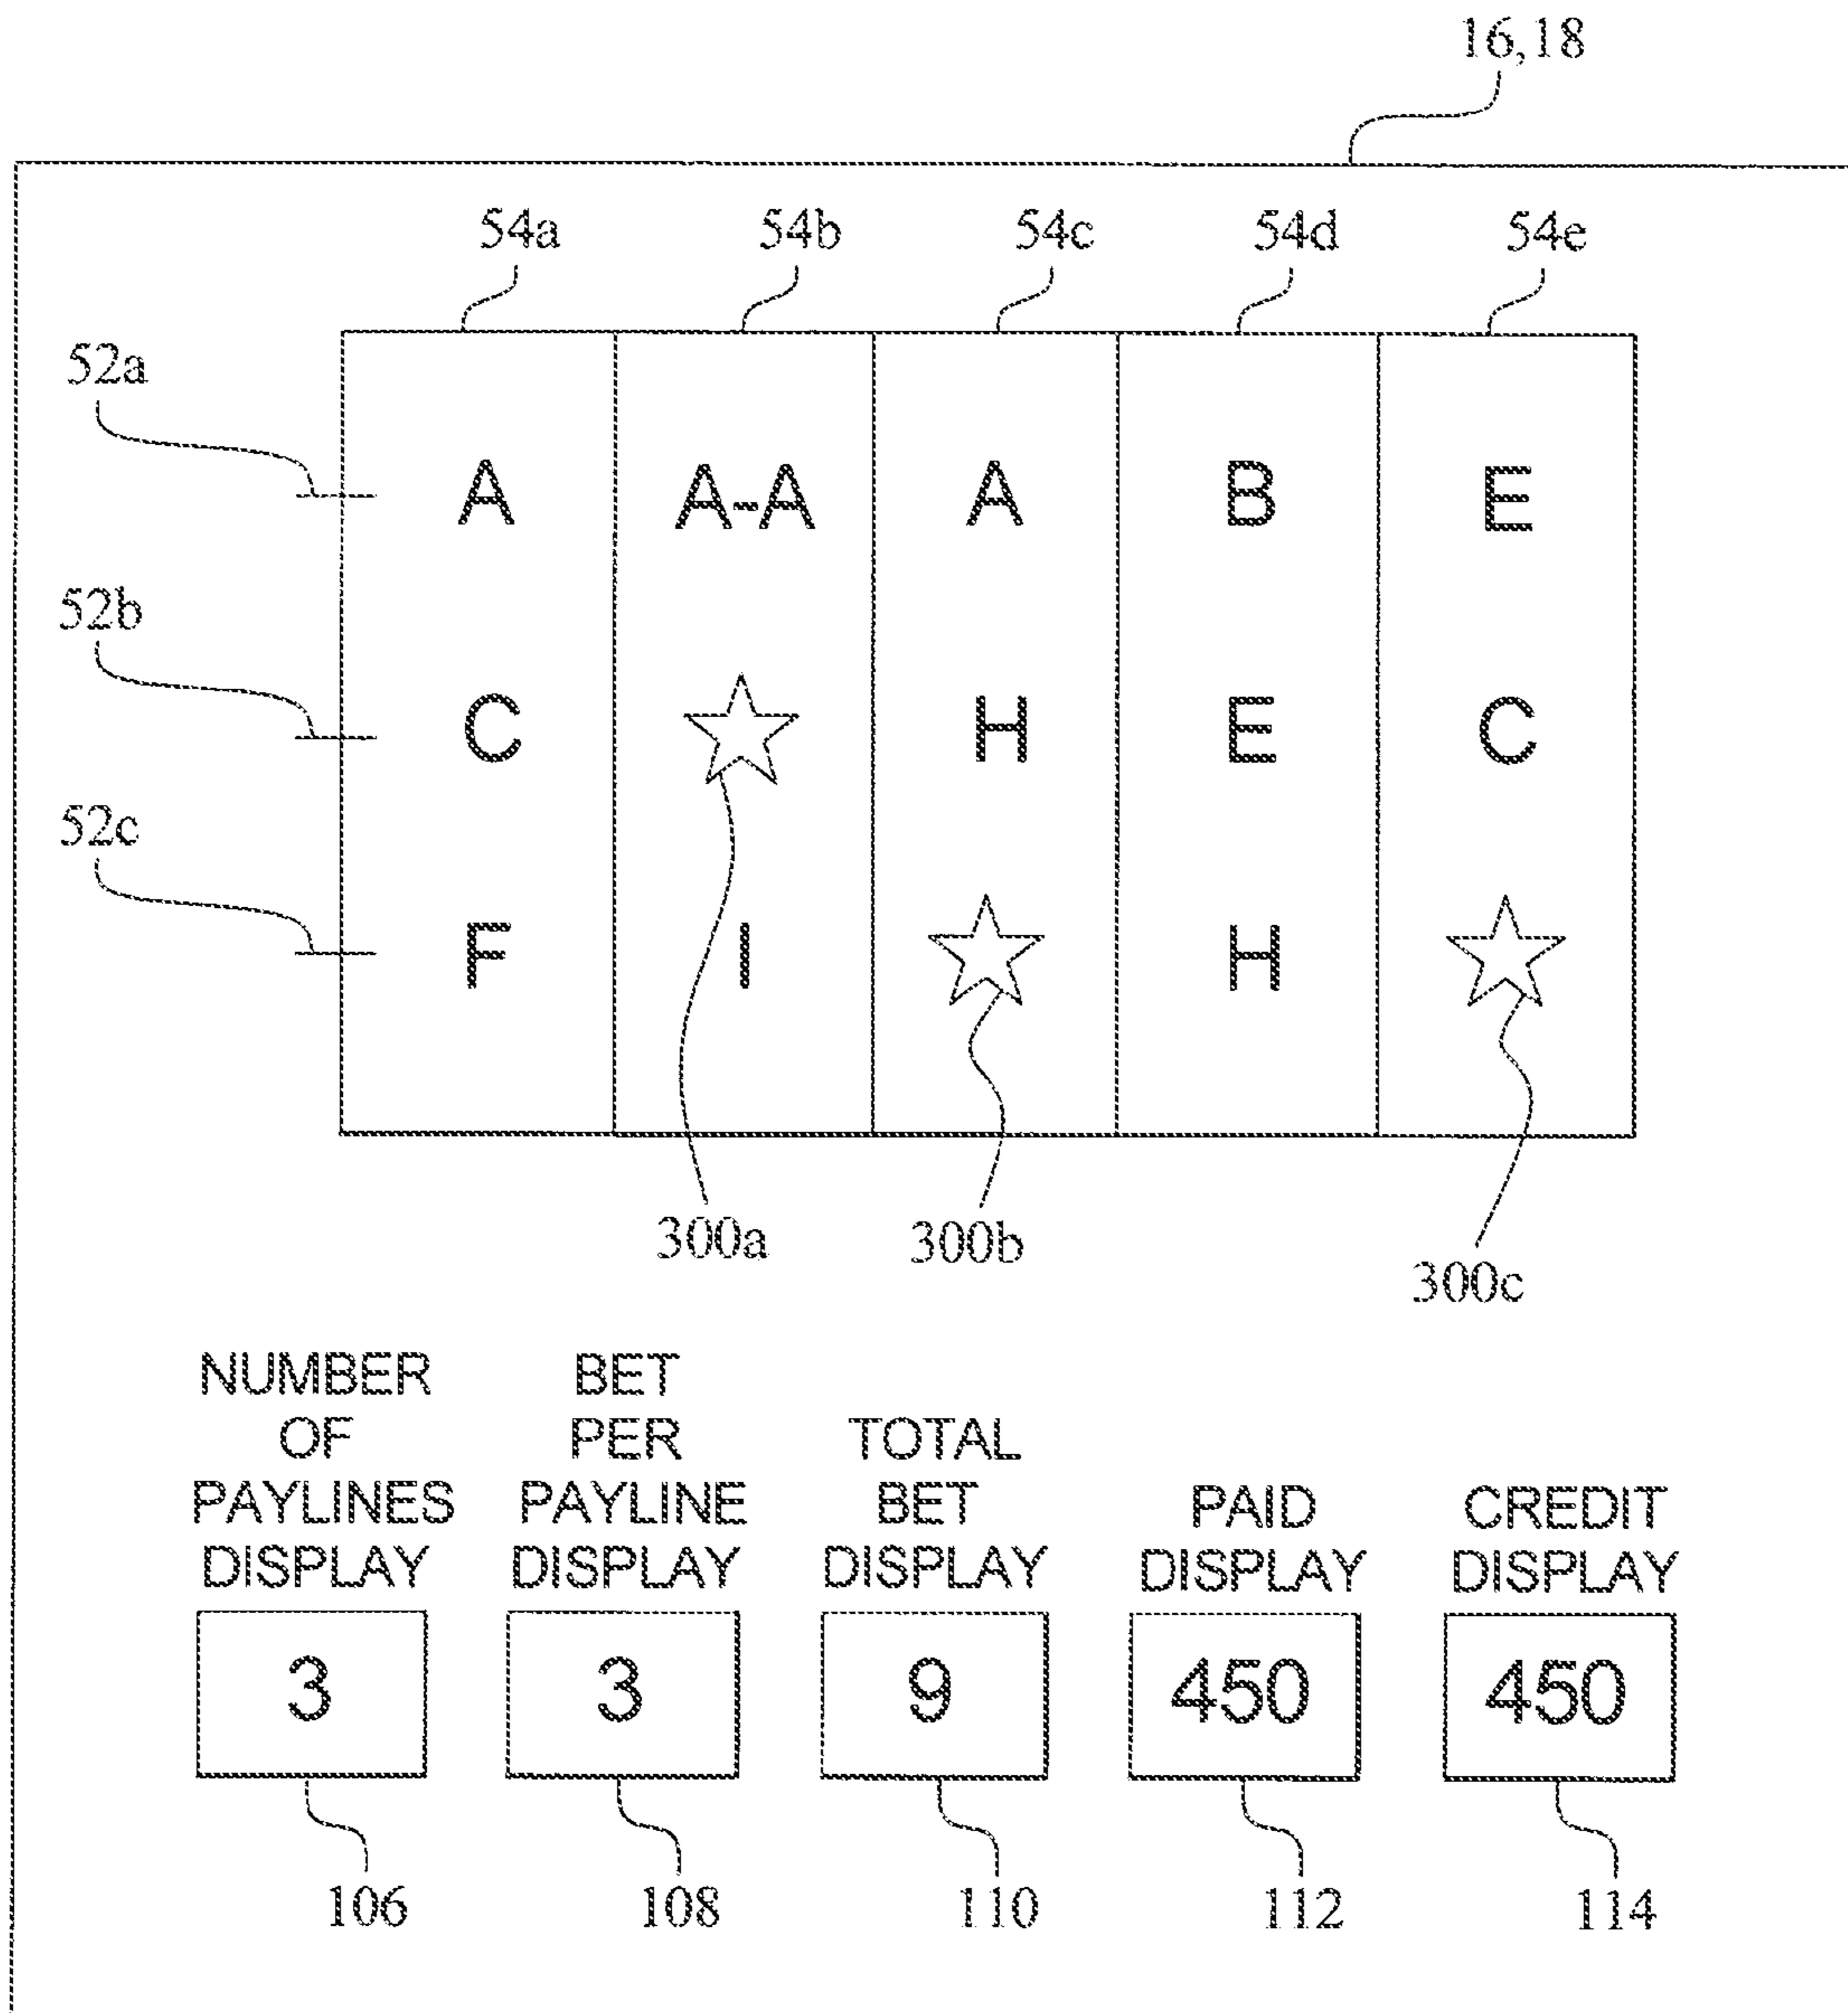 16,18
54a 54b 54c 54d 54e
52a
A A-A A B E
52b
C H E C
52c
F I H
300a 300b 300c
NUMBER
OF
PAYLINES
DISPLAY
BET
PER
PAYLINE
DISPLAY
TOTAL
BET
DISPLAY
PAID
DISPLAY
CREDIT
DISPLAY
3 3 9 450 450
106 108 110 112 114